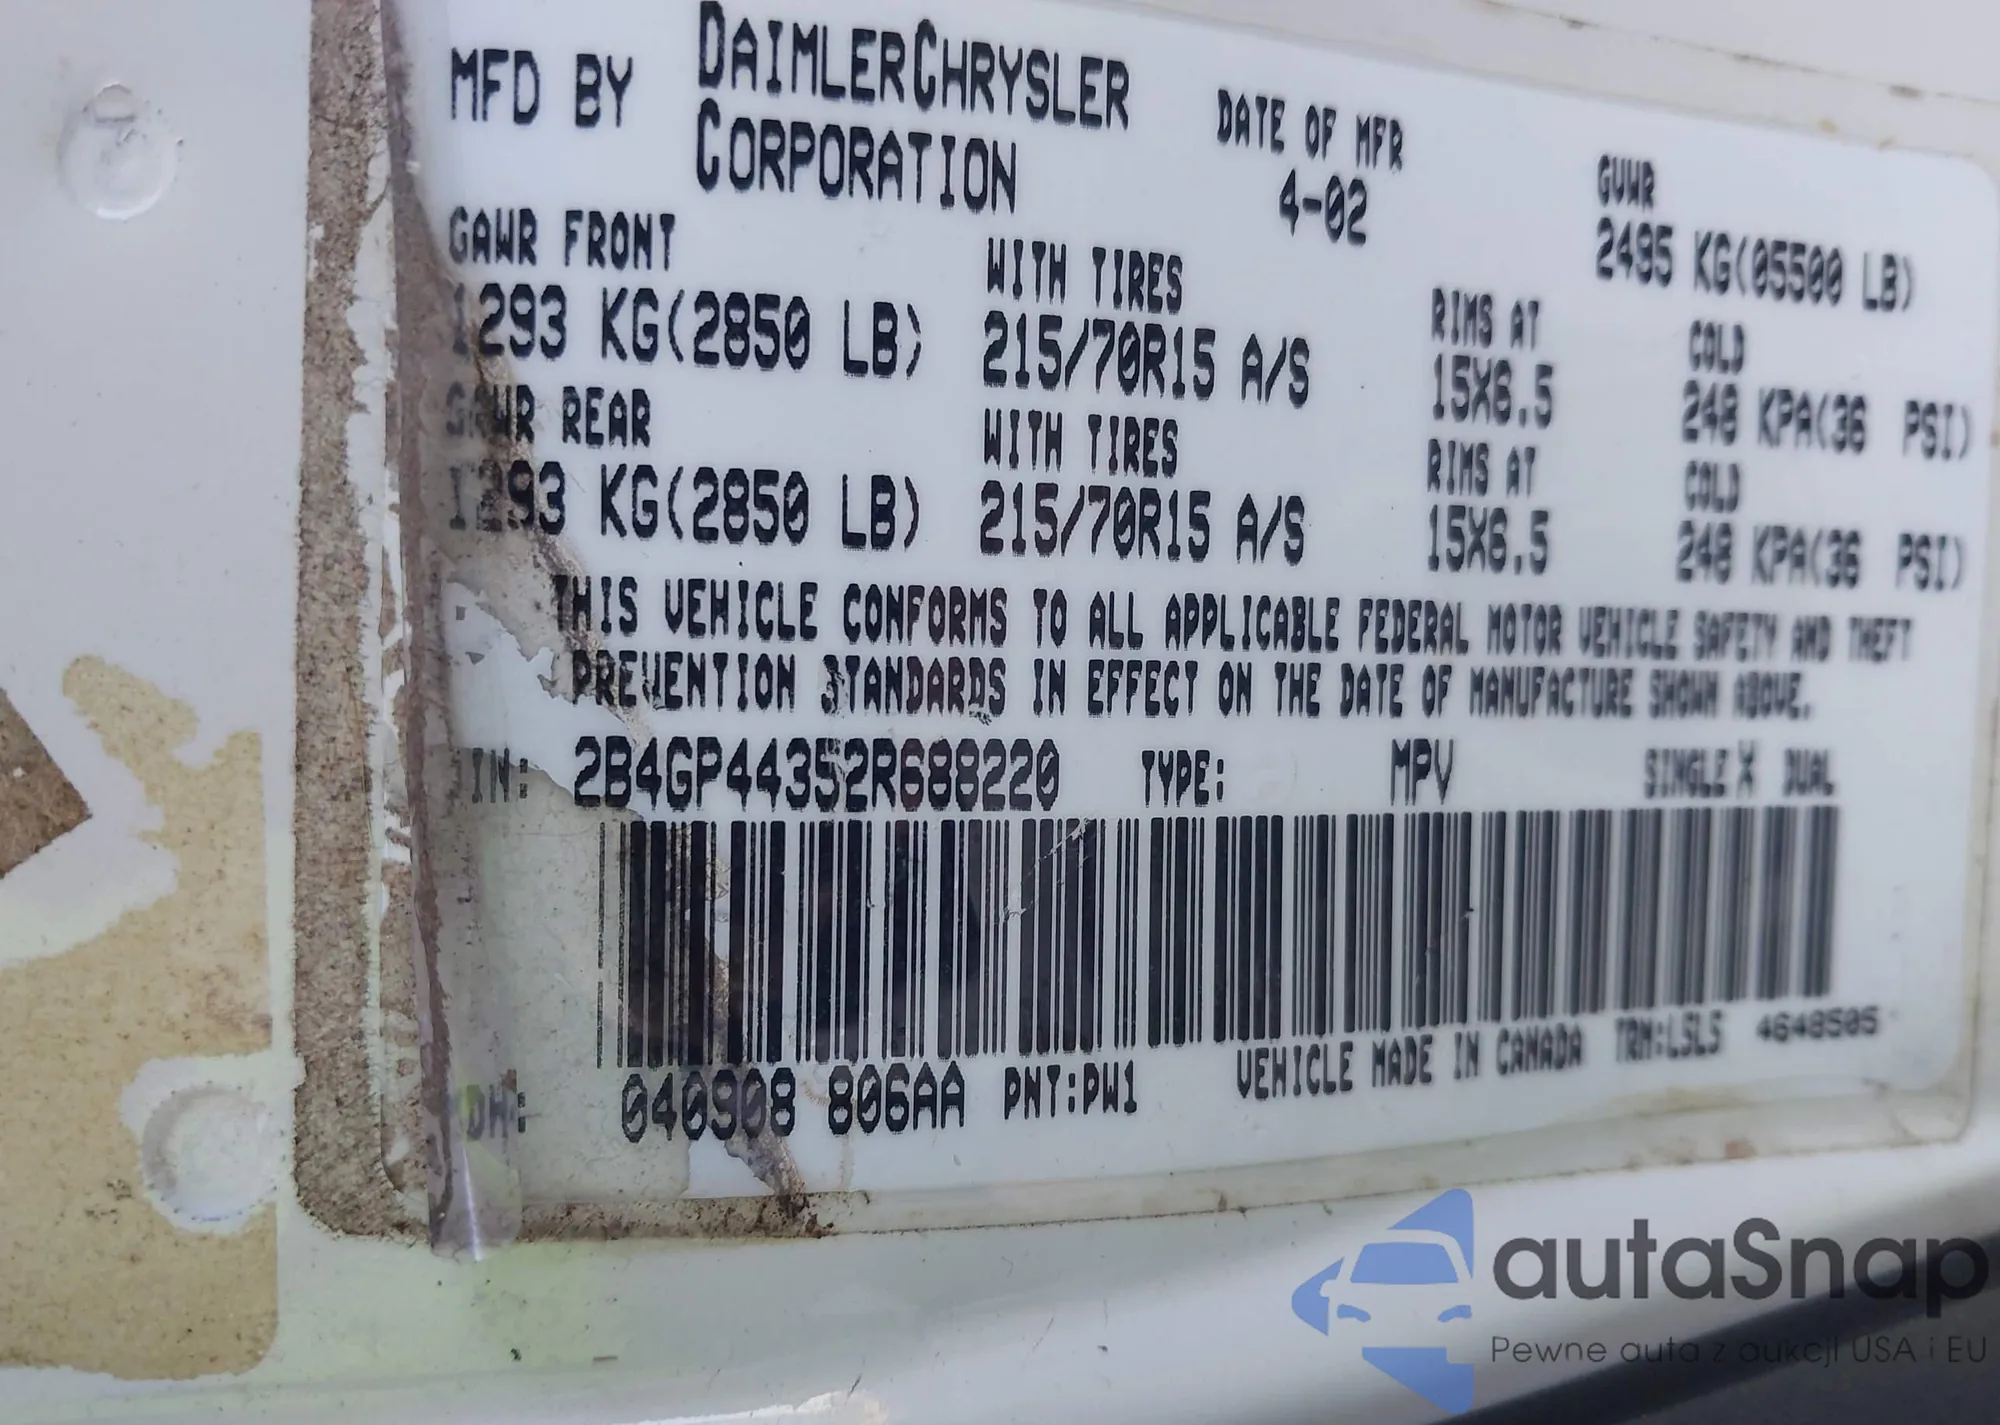 MFD BY DAIMLERCHRYSLER CORPORATION
DATE OF MFR 4-02
GVWR 2495 KG(05500 LB)
GAWR FRONT WITH TIRES RIMS AT COLD
1293 KG(2850 LB) 215/70R15 A/S 15X6.5 248 KPA(36 PSI)
GAWR REAR WITH TIRES RIMS AT COLD
1293 KG(2850 LB) 215/70R15 A/S 15X6.5 248 KPA(36 PSI)
THIS VEHICLE CONFORMS TO ALL APPLICABLE FEDERAL MOTOR VEHICLE SAFETY AND THEFT
PREVENTION STANDARDS IN EFFECT ON THE DATE OF MANUFACTURE SHOWN ABOVE.
VIN: 2B4GP44352R688220 TYPE: MPV SINGLE X DUAL
MDH: 040908 806AA PNT:PW1 VEHICLE MADE IN CANADA TRM:L5L5 4648505
autaSnap
Pewne auta z aukcji USA i EU